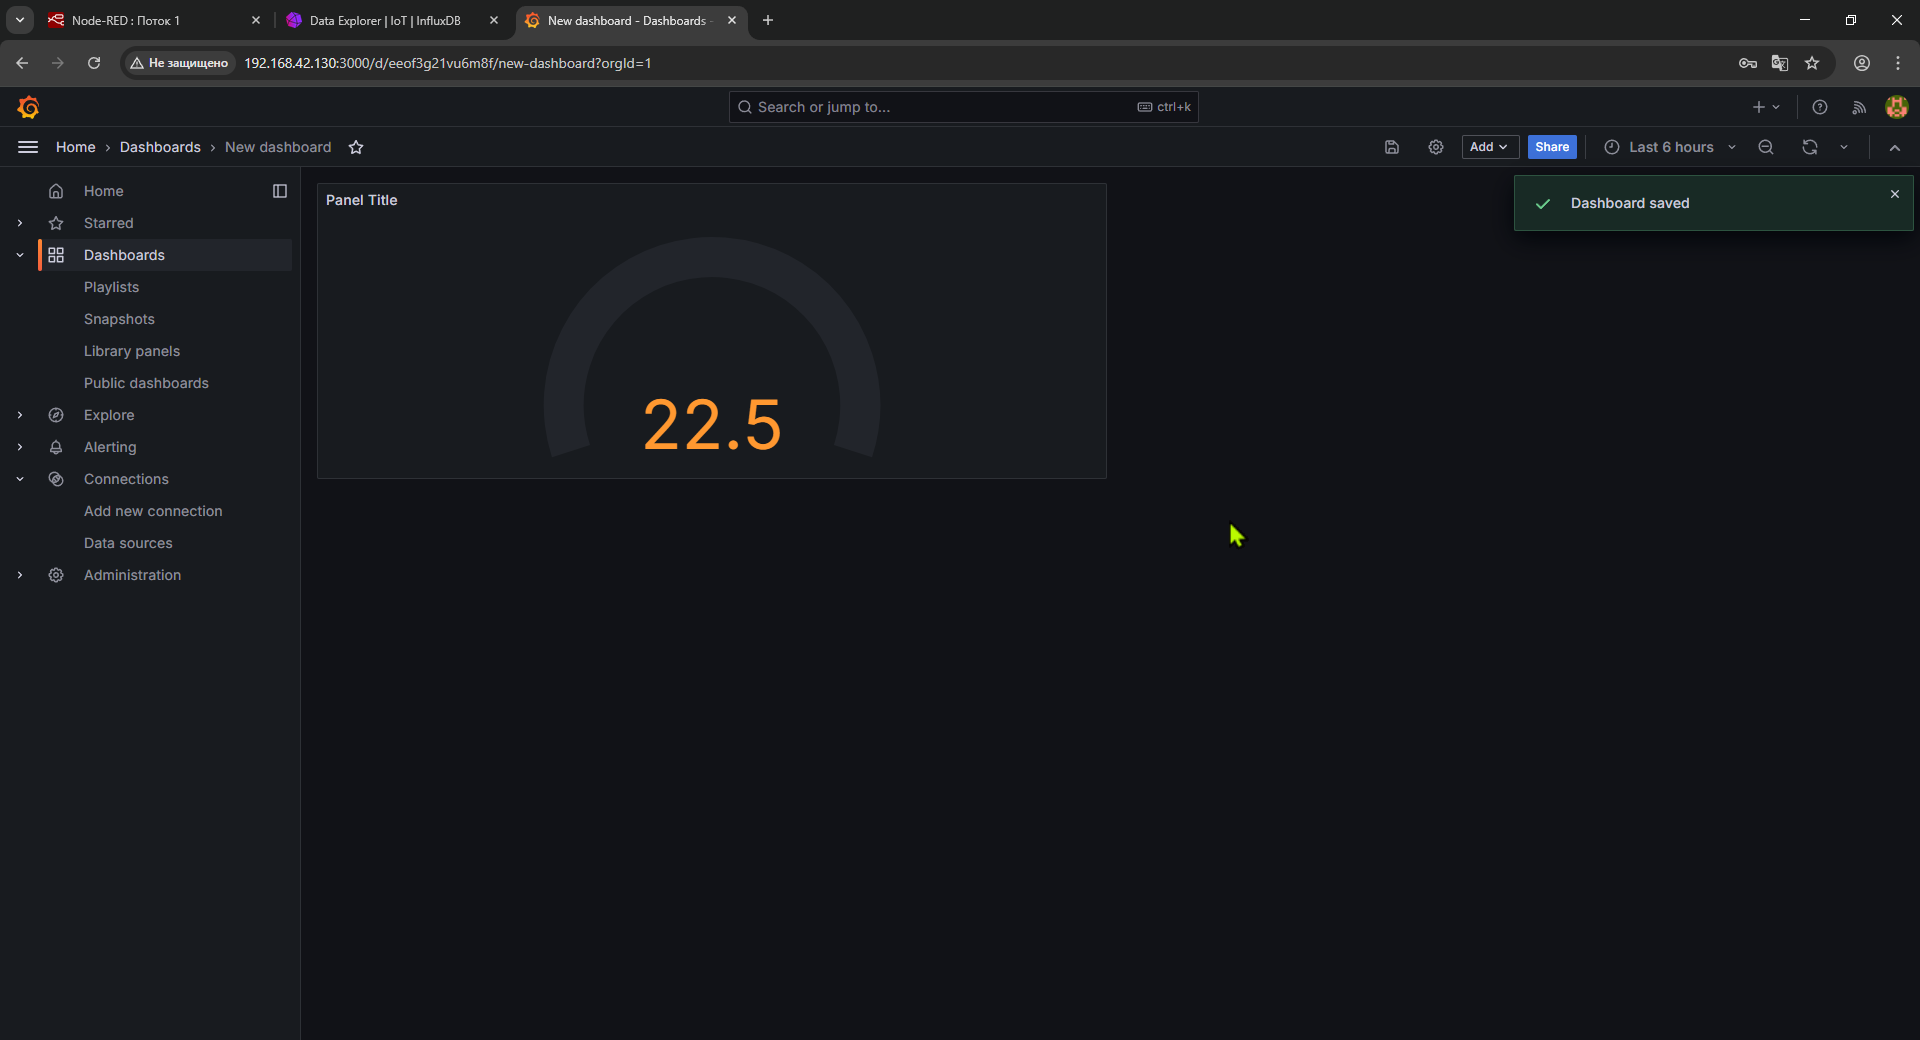 Node-RED : Поток 1
Data Explorer | IoT | InfluxDB
New dashboard - Dashboards -
Не защищено
192.168.42.130:3000/d/eeof3g21vu6m8f/new-dashboard?orgId=1
Search or jump to...
ctrl+k
Home › Dashboards › New dashboard
Add
Share
Last 6 hours
Home
Starred
Dashboards
Playlists
Snapshots
Library panels
Public dashboards
Explore
Alerting
Connections
Add new connection
Data sources
Administration
Panel Title
22.5
Dashboard saved